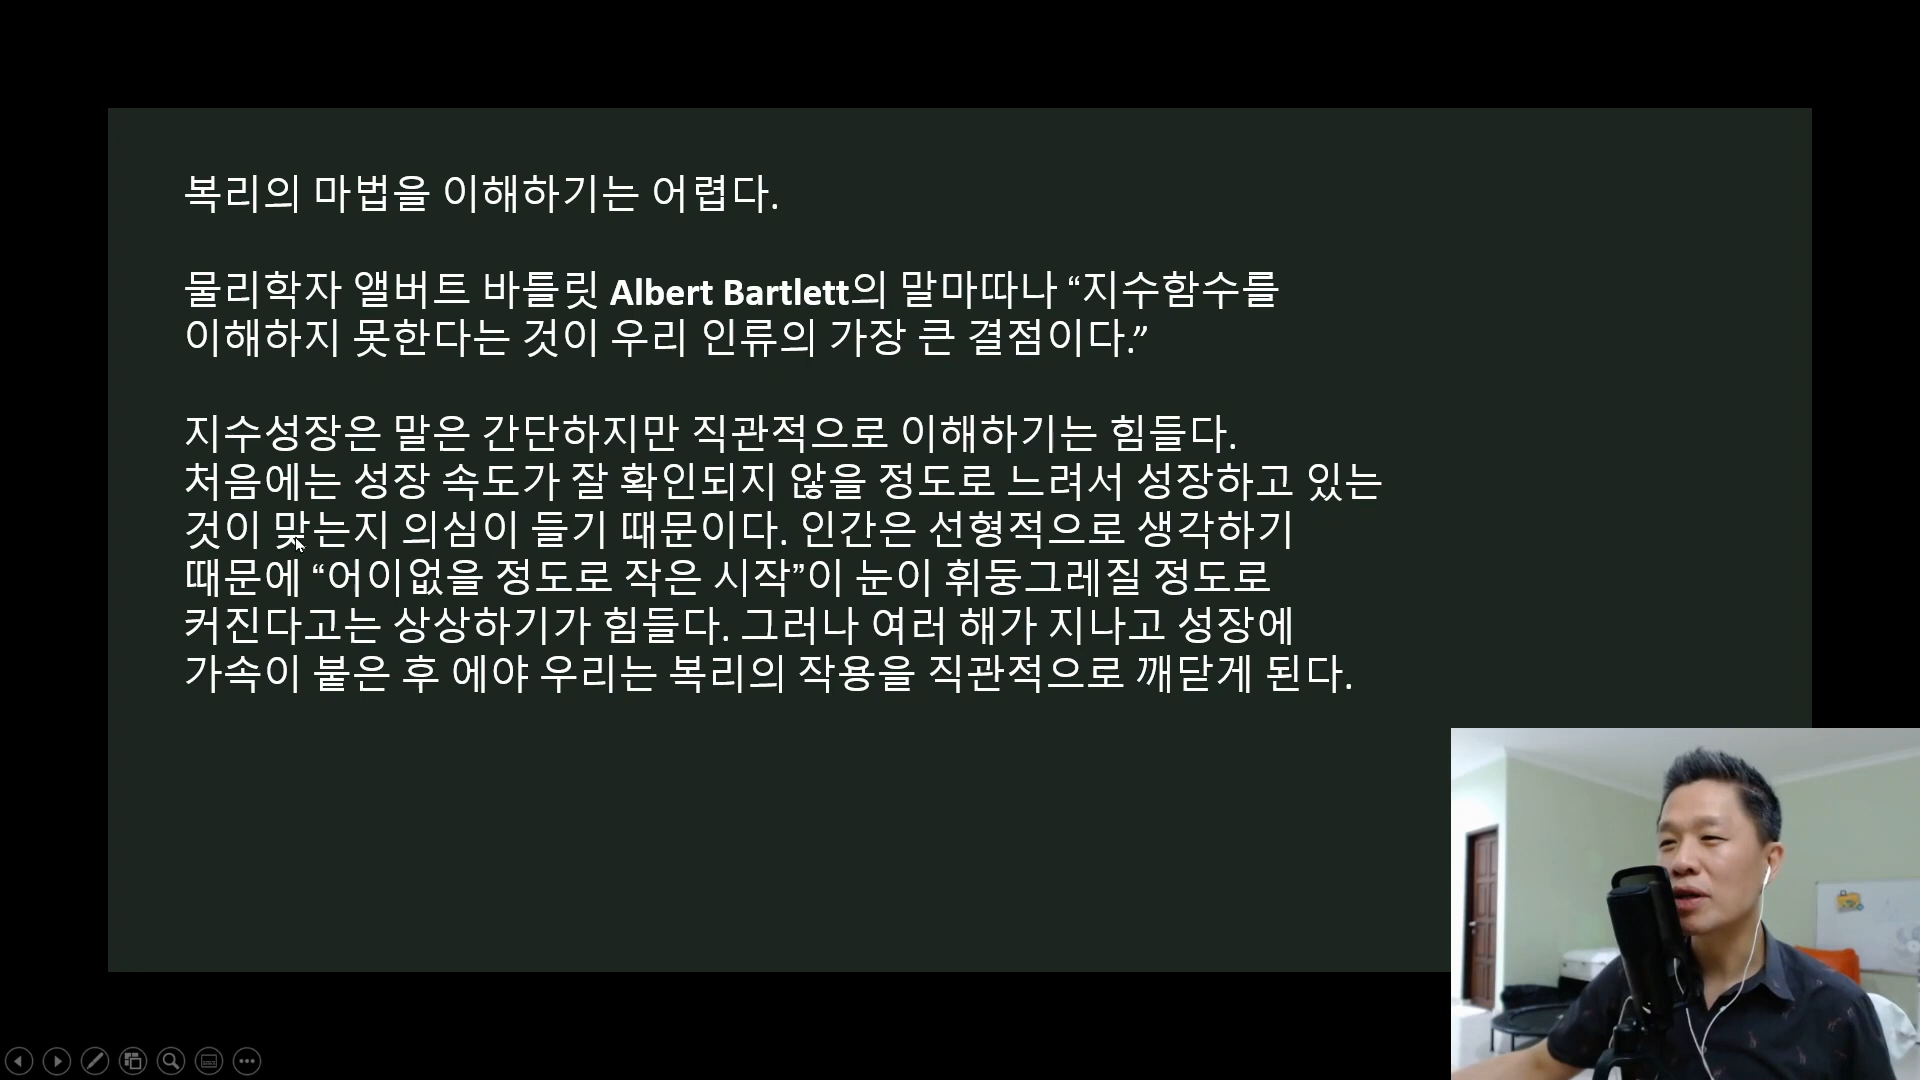 복리의 마법을 이해하기는 어렵다.
물리학자 앨버트 바틀릿 Albert Bartlett의 말마따나 “지수함수를
이해하지 못한다는 것이 우리 인류의 가장 큰 결점이다.”
지수성장은 말은 간단하지만 직관적으로 이해하기는 힘들다.
처음에는 성장 속도가 잘 확인되지 않을 정도로 느려서 성장하고 있는
것이 맞는지 의심이 들기 때문이다. 인간은 선형적으로 생각하기
때문에 “어이없을 정도로 작은 시작”이 눈이 휘둥그레질 정도로
커진다고는 상상하기가 힘들다. 그러나 여러 해가 지나고 성장에
가속이 붙은 후 에야 우리는 복리의 작용을 직관적으로 깨닫게 된다.